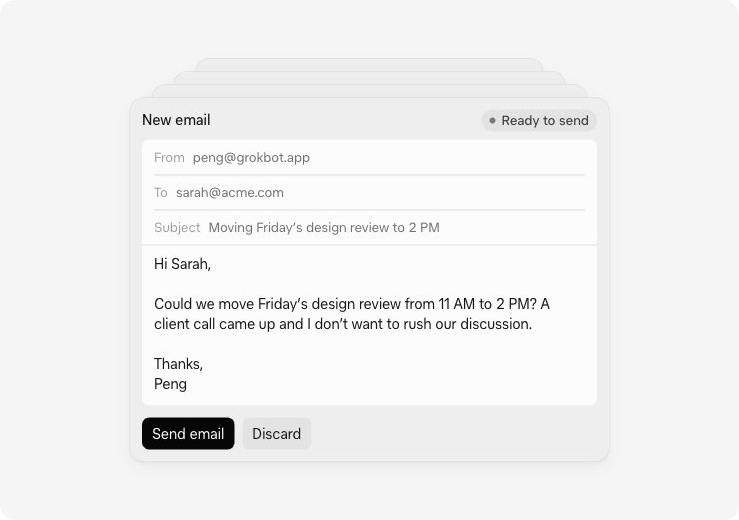 New email
Ready to send
From peng@grokbot.app
To sarah@acme.com
Subject Moving Friday’s design review to 2 PM
Hi Sarah,
Could we move Friday’s design review from 11 AM to 2 PM? A
client call came up and I don’t want to rush our discussion.
Thanks,
Peng
Send email
Discard